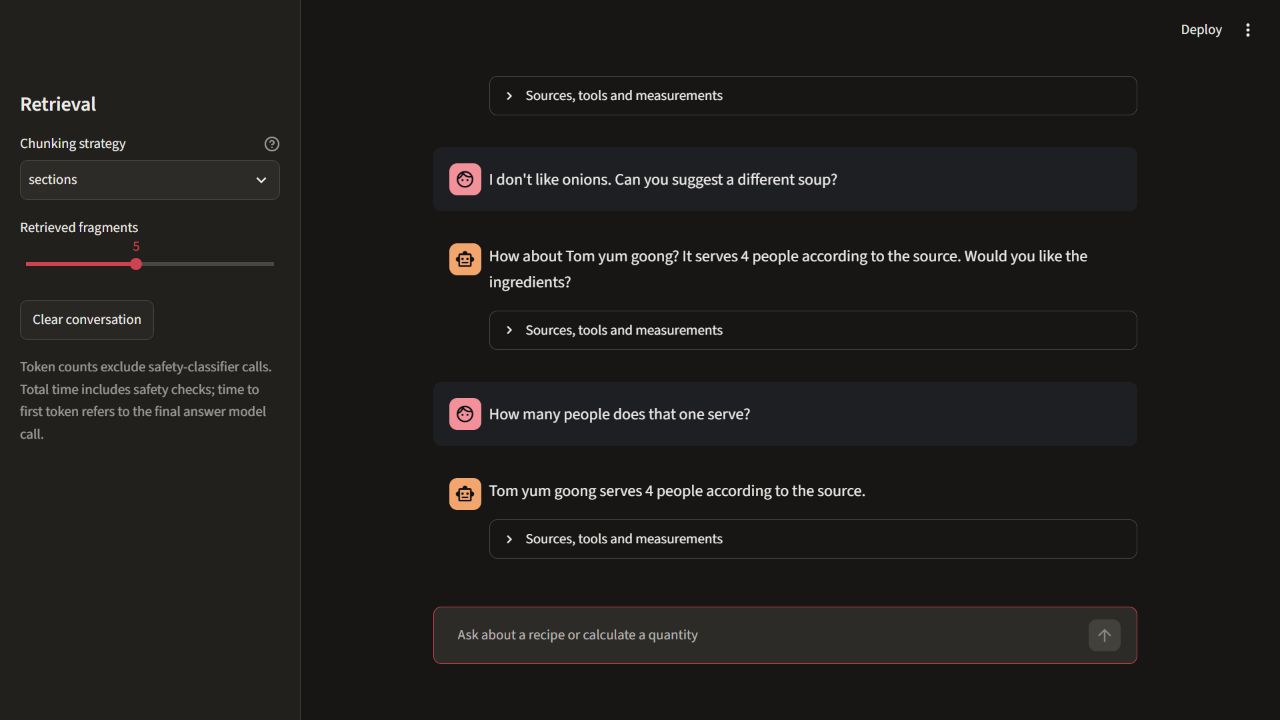 Deploy
Retrieval
Chunking strategy
sections
Retrieved fragments
5
Clear conversation
Token counts exclude safety-classifier calls.
Total time includes safety checks; time to
first token refers to the final answer model
call.
Sources, tools and measurements
I don't like onions. Can you suggest a different soup?
How about Tom yum goong? It serves 4 people according to the source. Would you like the
ingredients?
Sources, tools and measurements
How many people does that one serve?
Tom yum goong serves 4 people according to the source.
Sources, tools and measurements
Ask about a recipe or calculate a quantity